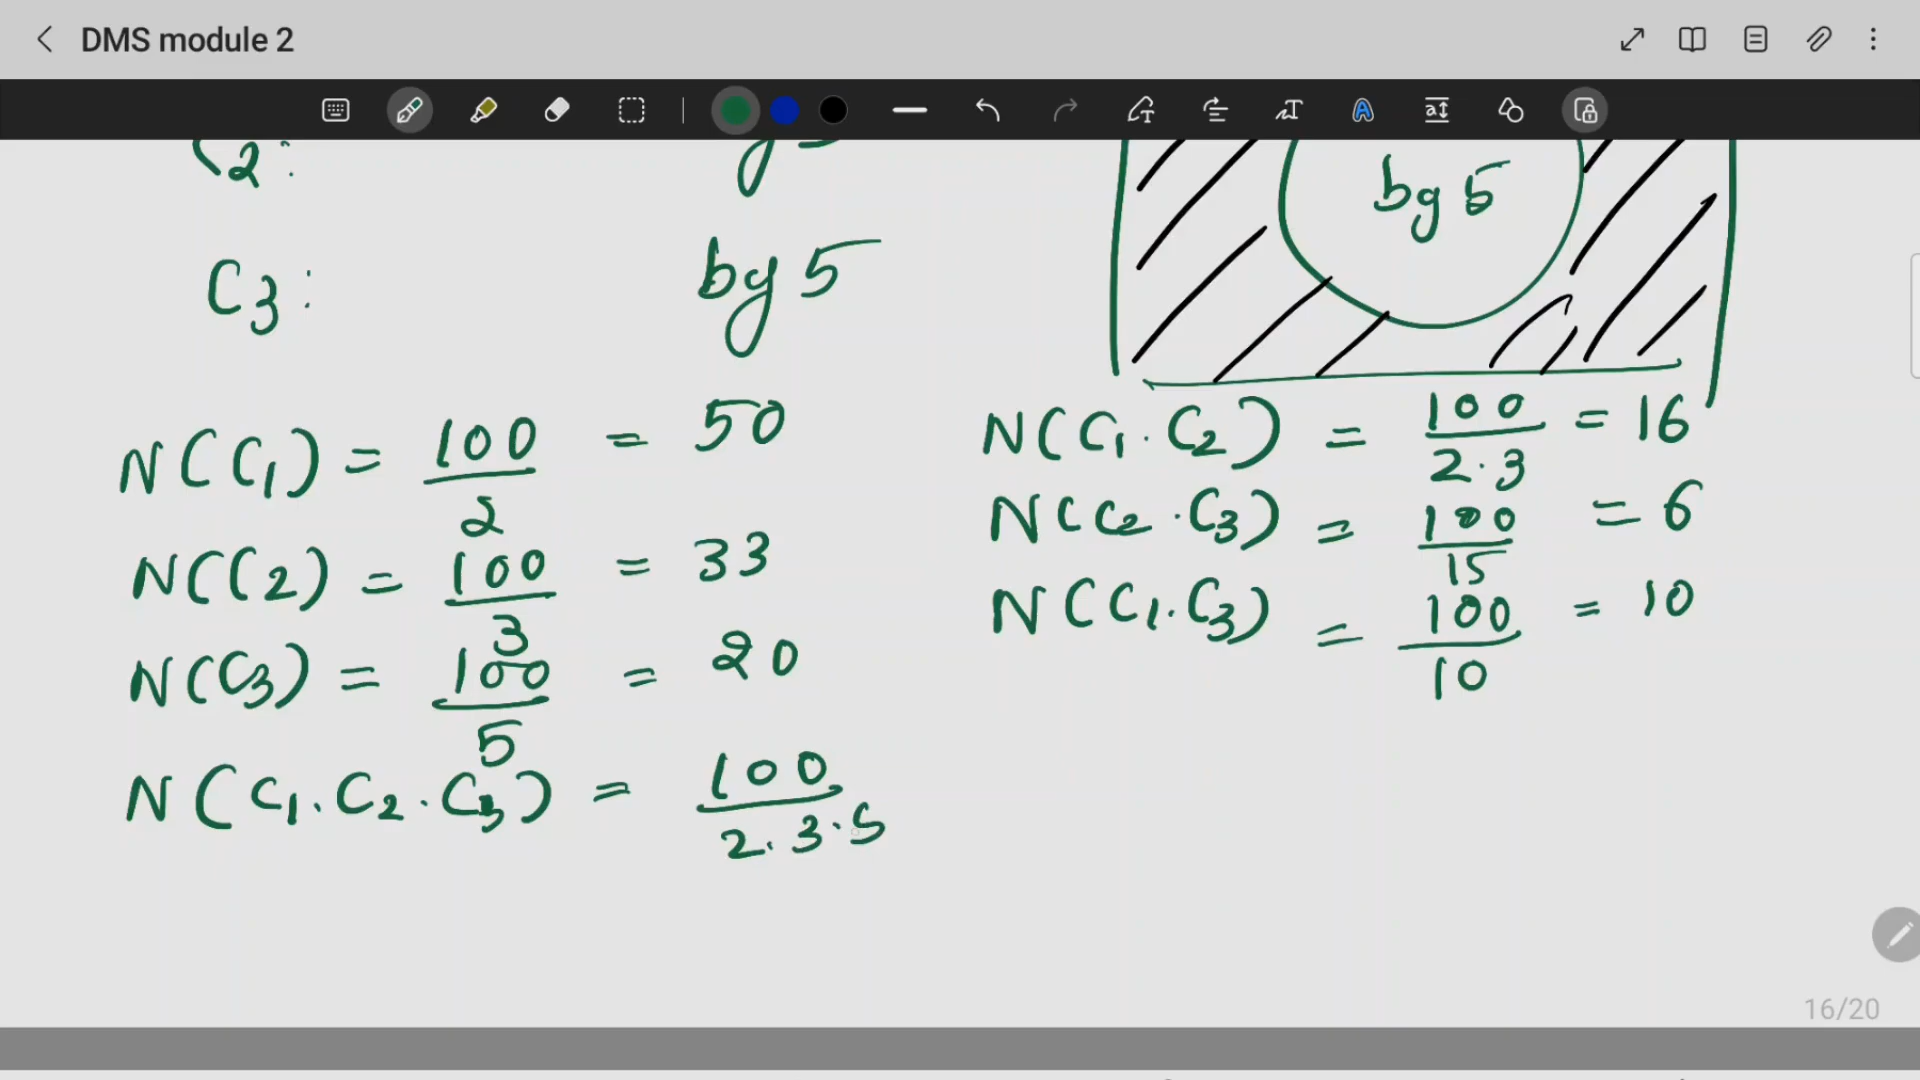 DMS module 2
C2:
bg 5
C3: bg 5
N(C1) = 100/2 = 50
N(C2) = 100/3 = 33
N(C3) = 100/5 = 20
N(C1.C2.C3) = 100/2.3.5
N(C1.C2) = 100/2.3 = 16
N(C2.C3) = 100/15 = 6
N(C1.C3) = 100/10 = 10
16/20